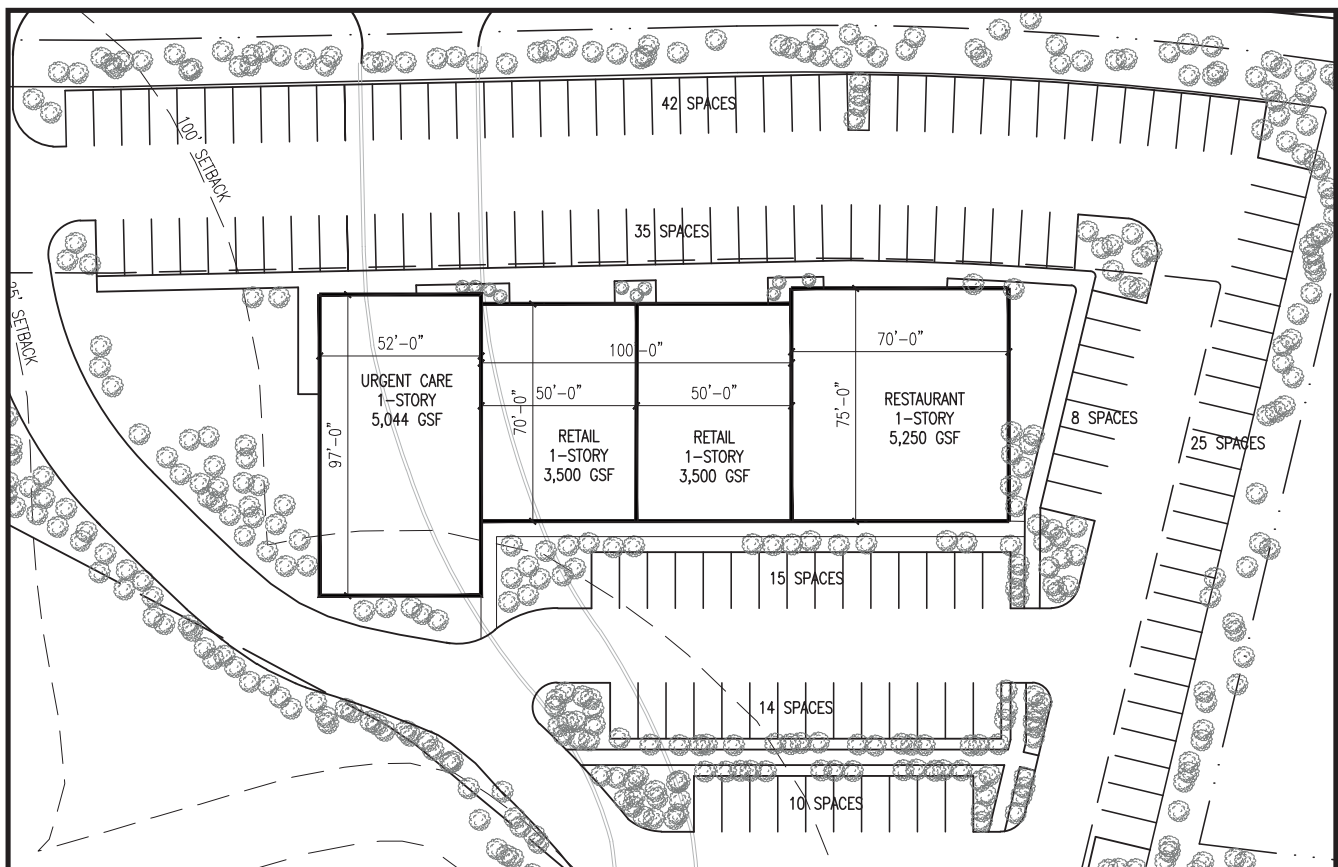 42 SPACES
100' SETBACK
35 SPACES
25' SETBACK
52'-0"
100'-0"
70'-0"
URGENT CARE
1-STORY
5,044 GSF
50'-0"
50'-0"
97'-0"
70'-0"
75'-0"
RETAIL
1-STORY
3,500 GSF
RETAIL
1-STORY
3,500 GSF
RESTAURANT
1-STORY
5,250 GSF
8 SPACES
25 SPACES
15 SPACES
14 SPACES
10 SPACES